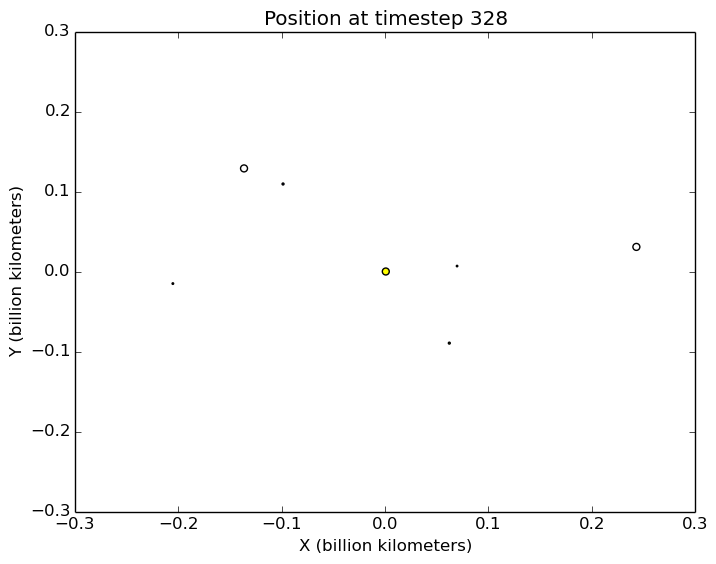 Position at timestep 328
0.3
0.2
0.1
0.0
−0.1
−0.2
−0.3
Y (billion kilometers)
−0.3 −0.2 −0.1 0.0 0.1 0.2 0.3
X (billion kilometers)